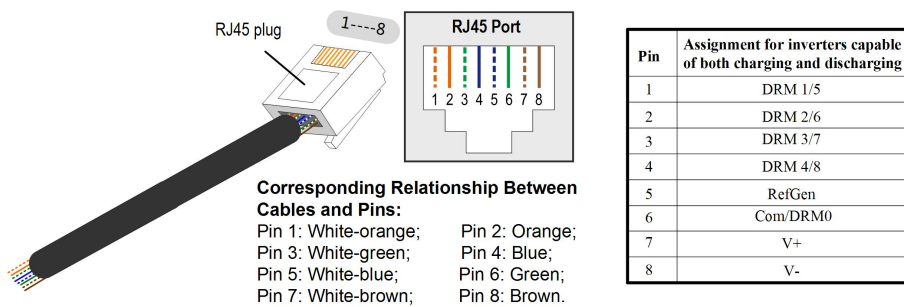 RJ45 plug
1----8
RJ45 Port
1 2 3 4 5 6 7 8
Corresponding Relationship Between
Cables and Pins:
Pin 1: White-orange; Pin 2: Orange;
Pin 3: White-green; Pin 4: Blue;
Pin 5: White-blue; Pin 6: Green;
Pin 7: White-brown; Pin 8: Brown.
Pin Assignment for inverters capable
of both charging and discharging
1 DRM 1/5
2 DRM 2/6
3 DRM 3/7
4 DRM 4/8
5 RefGen
6 Com/DRM0
7 V+
8 V-